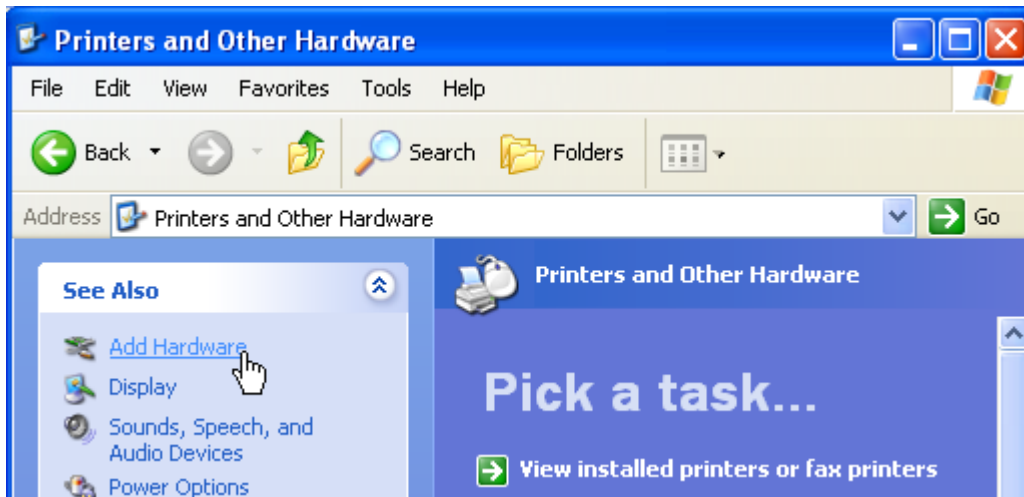 Printers and Other Hardware
File Edit View Favorites Tools Help
Back Search Folders
Address Printers and Other Hardware Go
See Also
Add Hardware
Display
Sounds, Speech, and
Audio Devices
Power Options
Printers and Other Hardware
Pick a task...
View installed printers or fax printers